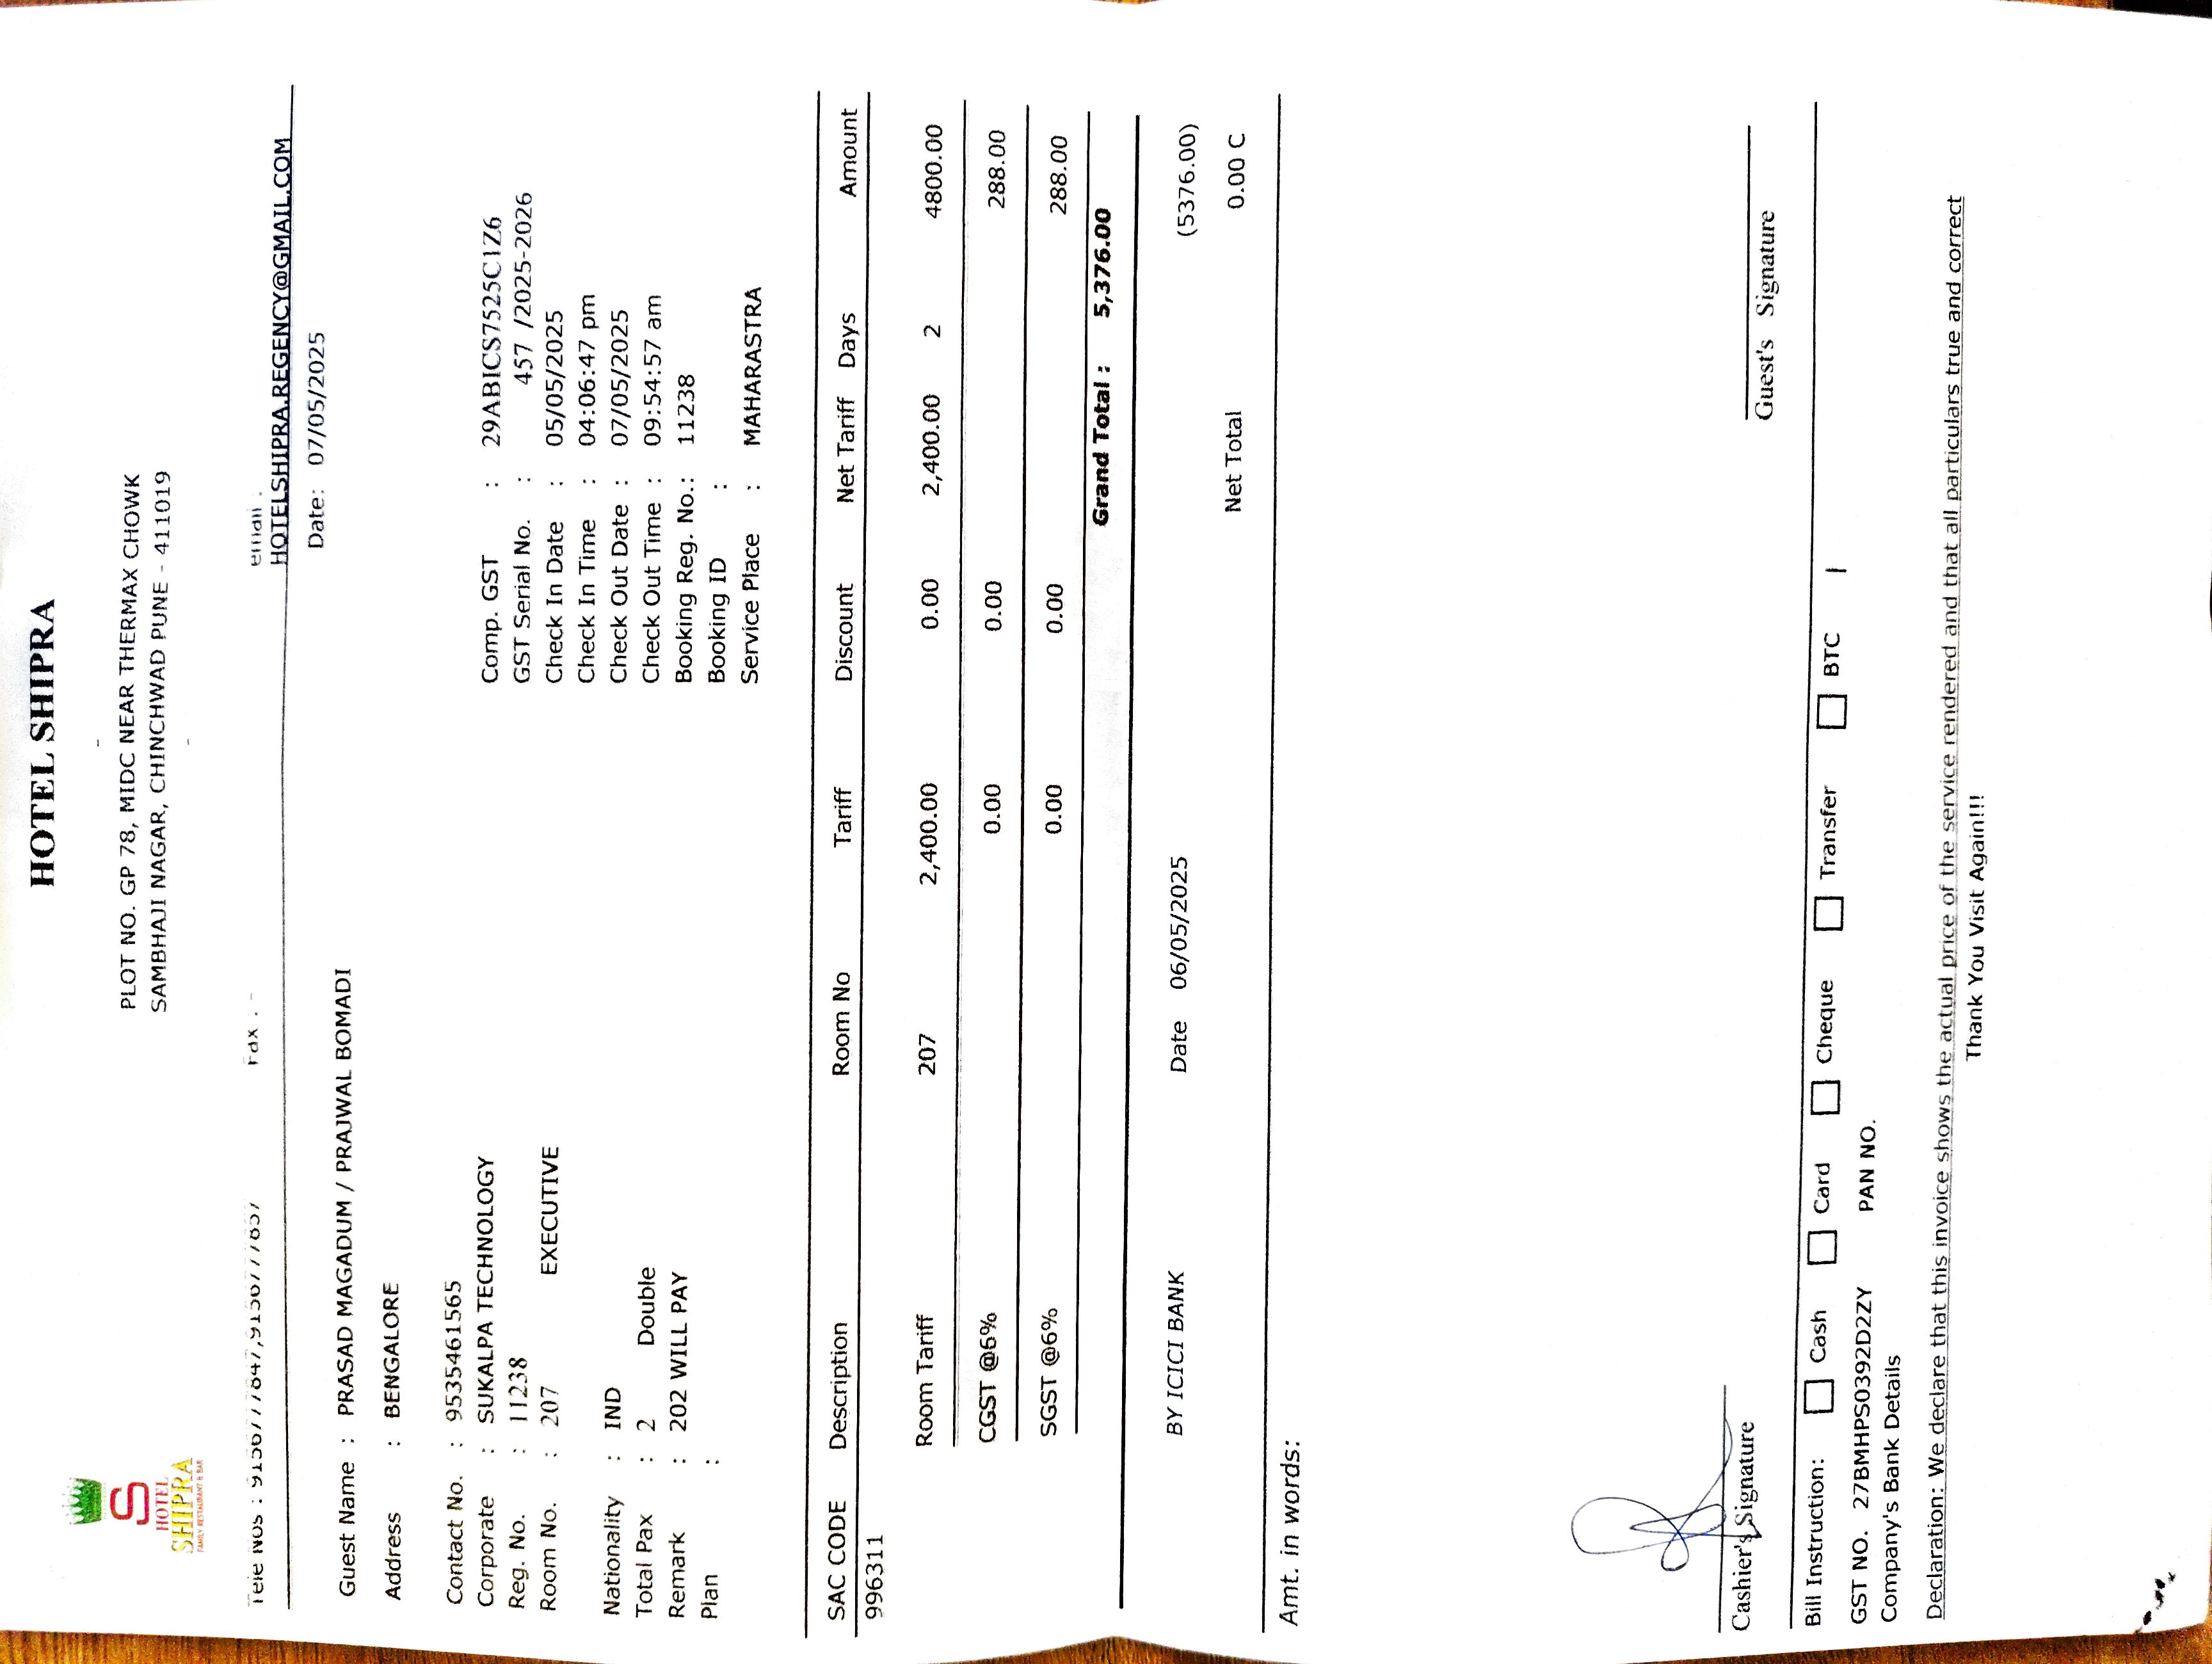 HOTEL SHIPRA
-
PLOT NO. GP 78, MIDC NEAR THERMAX CHOWK
SAMBHAJI NAGAR, CHINCHWAD PUNE - 411019
-
S
HOTEL
SHIPRA
FAMILY RESTAURANT & BAR
Tele Nos : 9156777847,9156777857 Fax : - email :
HOTELSHIPRA.REGENCY@GMAIL.COM
Date: 07/05/2025
Guest Name : PRASAD MAGADUM / PRAJWAL BOMADI
Address : BENGALORE
Contact No. : 9535461565
Corporate : SUKALPA TECHNOLOGY
Reg. No. : 11238
Room No. : 207 EXECUTIVE
Nationality : IND
Total Pax : 2 Double
Remark : 202 WILL PAY
Plan :
Comp. GST : 29ABICS7525C1Z6
GST Serial No. : 457 /2025-2026
Check In Date : 05/05/2025
Check In Time : 04:06:47 pm
Check Out Date : 07/05/2025
Check Out Time : 09:54:57 am
Booking Reg. No.: 11238
Booking ID :
Service Place : MAHARASTRA
SAC CODE Description Room No Tariff Discount Net Tariff Days Amount
996311
Room Tariff 207 2,400.00 0.00 2,400.00 2 4800.00
CGST @6% 0.00 0.00 288.00
SGST @6% 0.00 0.00 288.00
Grand Total : 5,376.00
BY ICICI BANK Date 06/05/2025 (5376.00)
Net Total 0.00 C
Amt. in words:
Cashier's Signature
Guest's Signature
Bill Instruction: Cash Card Cheque Transfer BTC |
GST NO. 27BMHPS0392D2ZY PAN NO.
Company's Bank Details
Declaration: We declare that this invoice shows the actual price of the service rendered and that all particulars true and correct
Thank You Visit Again!!!